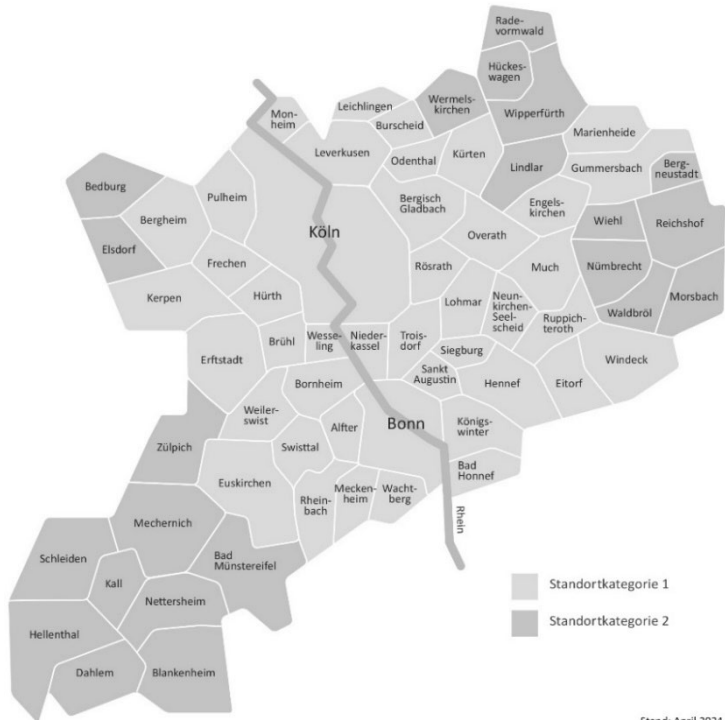 Rade-
vormwald
Hückes-
wagen
Wermels-
kirchen
Leichlingen
Mon-
heim
Wipperfürth
Burscheid
Marienheide
Leverkusen
Odenthal
Kürten
Lindlar
Gummersbach
Berg-
neustadt
Bedburg
Pulheim
Bergheim
Bergisch
Gladbach
Engels-
kirchen
Wiehl
Reichshof
Köln
Overath
Elsdorf
Frechen
Rösrath
Much
Nümbrecht
Kerpen
Hürth
Lohmar
Neun-
kirchen-
Seel-
scheid
Morsbach
Waldbröl
Ruppich-
teroth
Brühl
Wesse-
ling
Nieder-
kassel
Trois-
dorf
Siegburg
Windeck
Erftstadt
Sankt
Augustin
Bornheim
Hennef
Eitorf
Weiler-
swist
Alfter
Bonn
Königs-
winter
Zülpich
Swisttal
Bad
Honnef
Euskirchen
Rhein-
bach
Mecken-
heim
Wacht-
berg
Rhein
Mechernich
Schleiden
Bad
Münstereifel
Kall
Nettersheim
Hellenthal
Dahlem
Blankenheim
Standortkategorie 1
Standortkategorie 2
Stand: April 2021